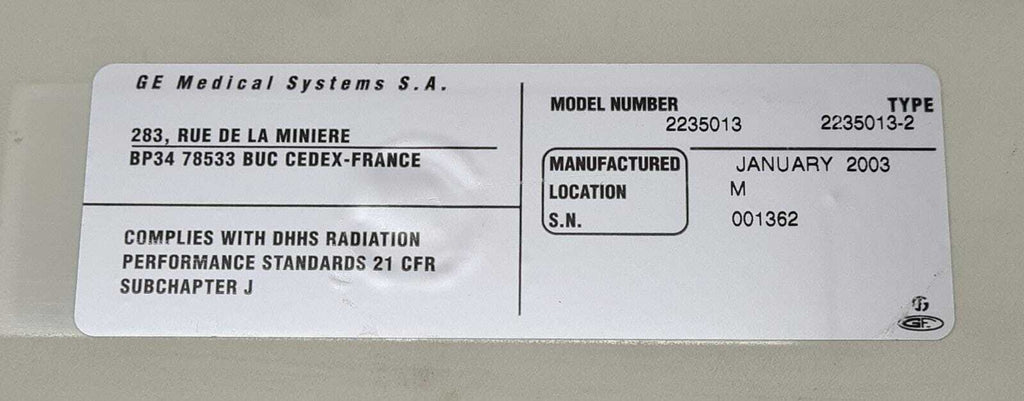 GE Medical Systems S.A.
283, RUE DE LA MINIERE
BP34 78533 BUC CEDEX-FRANCE
COMPLIES WITH DHHS RADIATION
PERFORMANCE STANDARDS 21 CFR
SUBCHAPTER J
MODEL NUMBER TYPE
2235013 2235013-2
MANUFACTURED JANUARY 2003
LOCATION M
S.N. 001362
GE